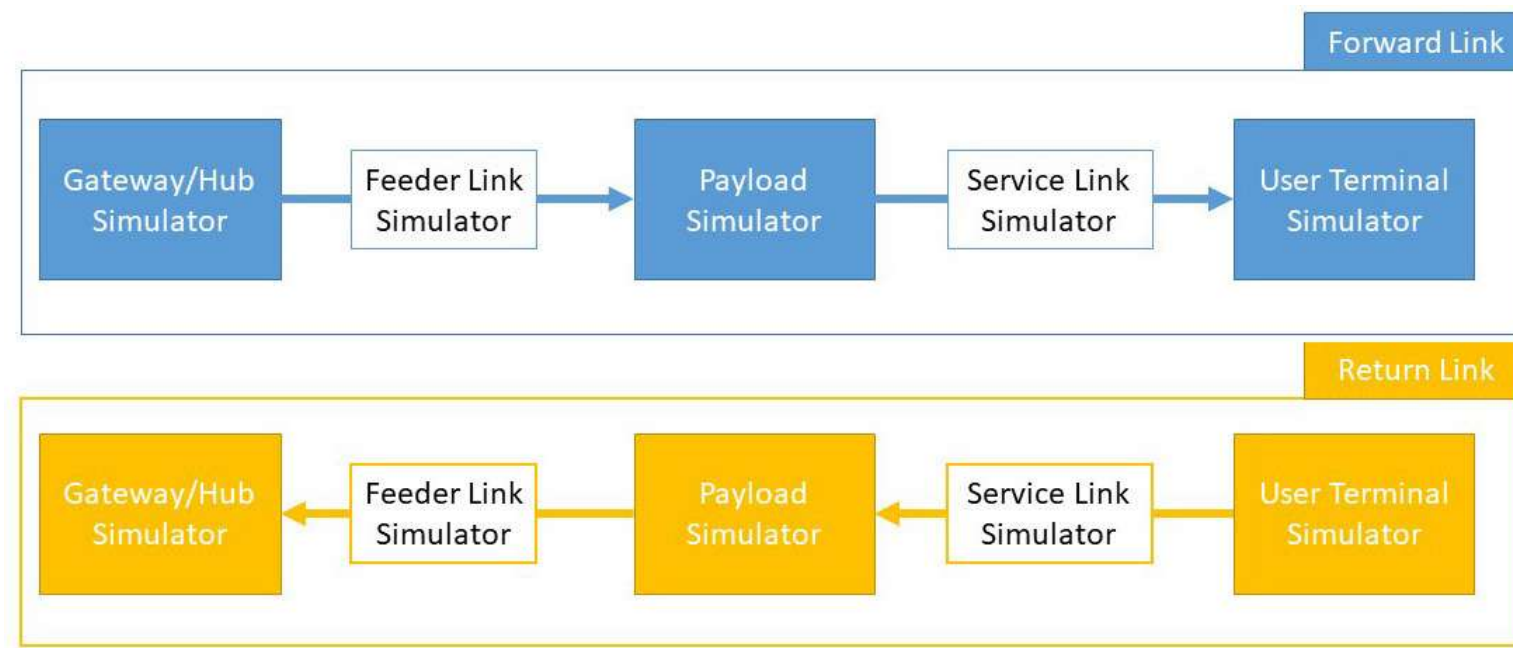 Forward Link
Gateway/Hub
Simulator
Feeder Link
Simulator
Payload
Simulator
Service Link
Simulator
User Terminal
Simulator
Return Link
Gateway/Hub
Simulator
Feeder Link
Simulator
Payload
Simulator
Service Link
Simulator
User Terminal
Simulator